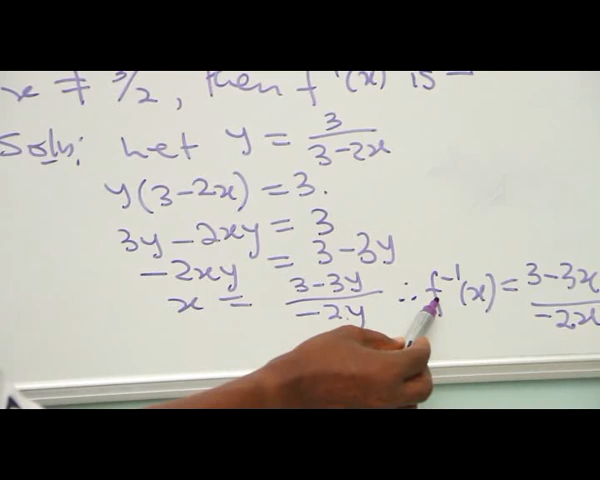 x ≠ 3/2, then f⁻¹(x) is —
Soln: Let y = 3/(3-2x)
y(3-2x) = 3.
3y - 2xy = 3
-2xy = 3-3y
x = (3-3y)/(-2y) ∴ f⁻¹(x) = (3-3x)/(-2x)